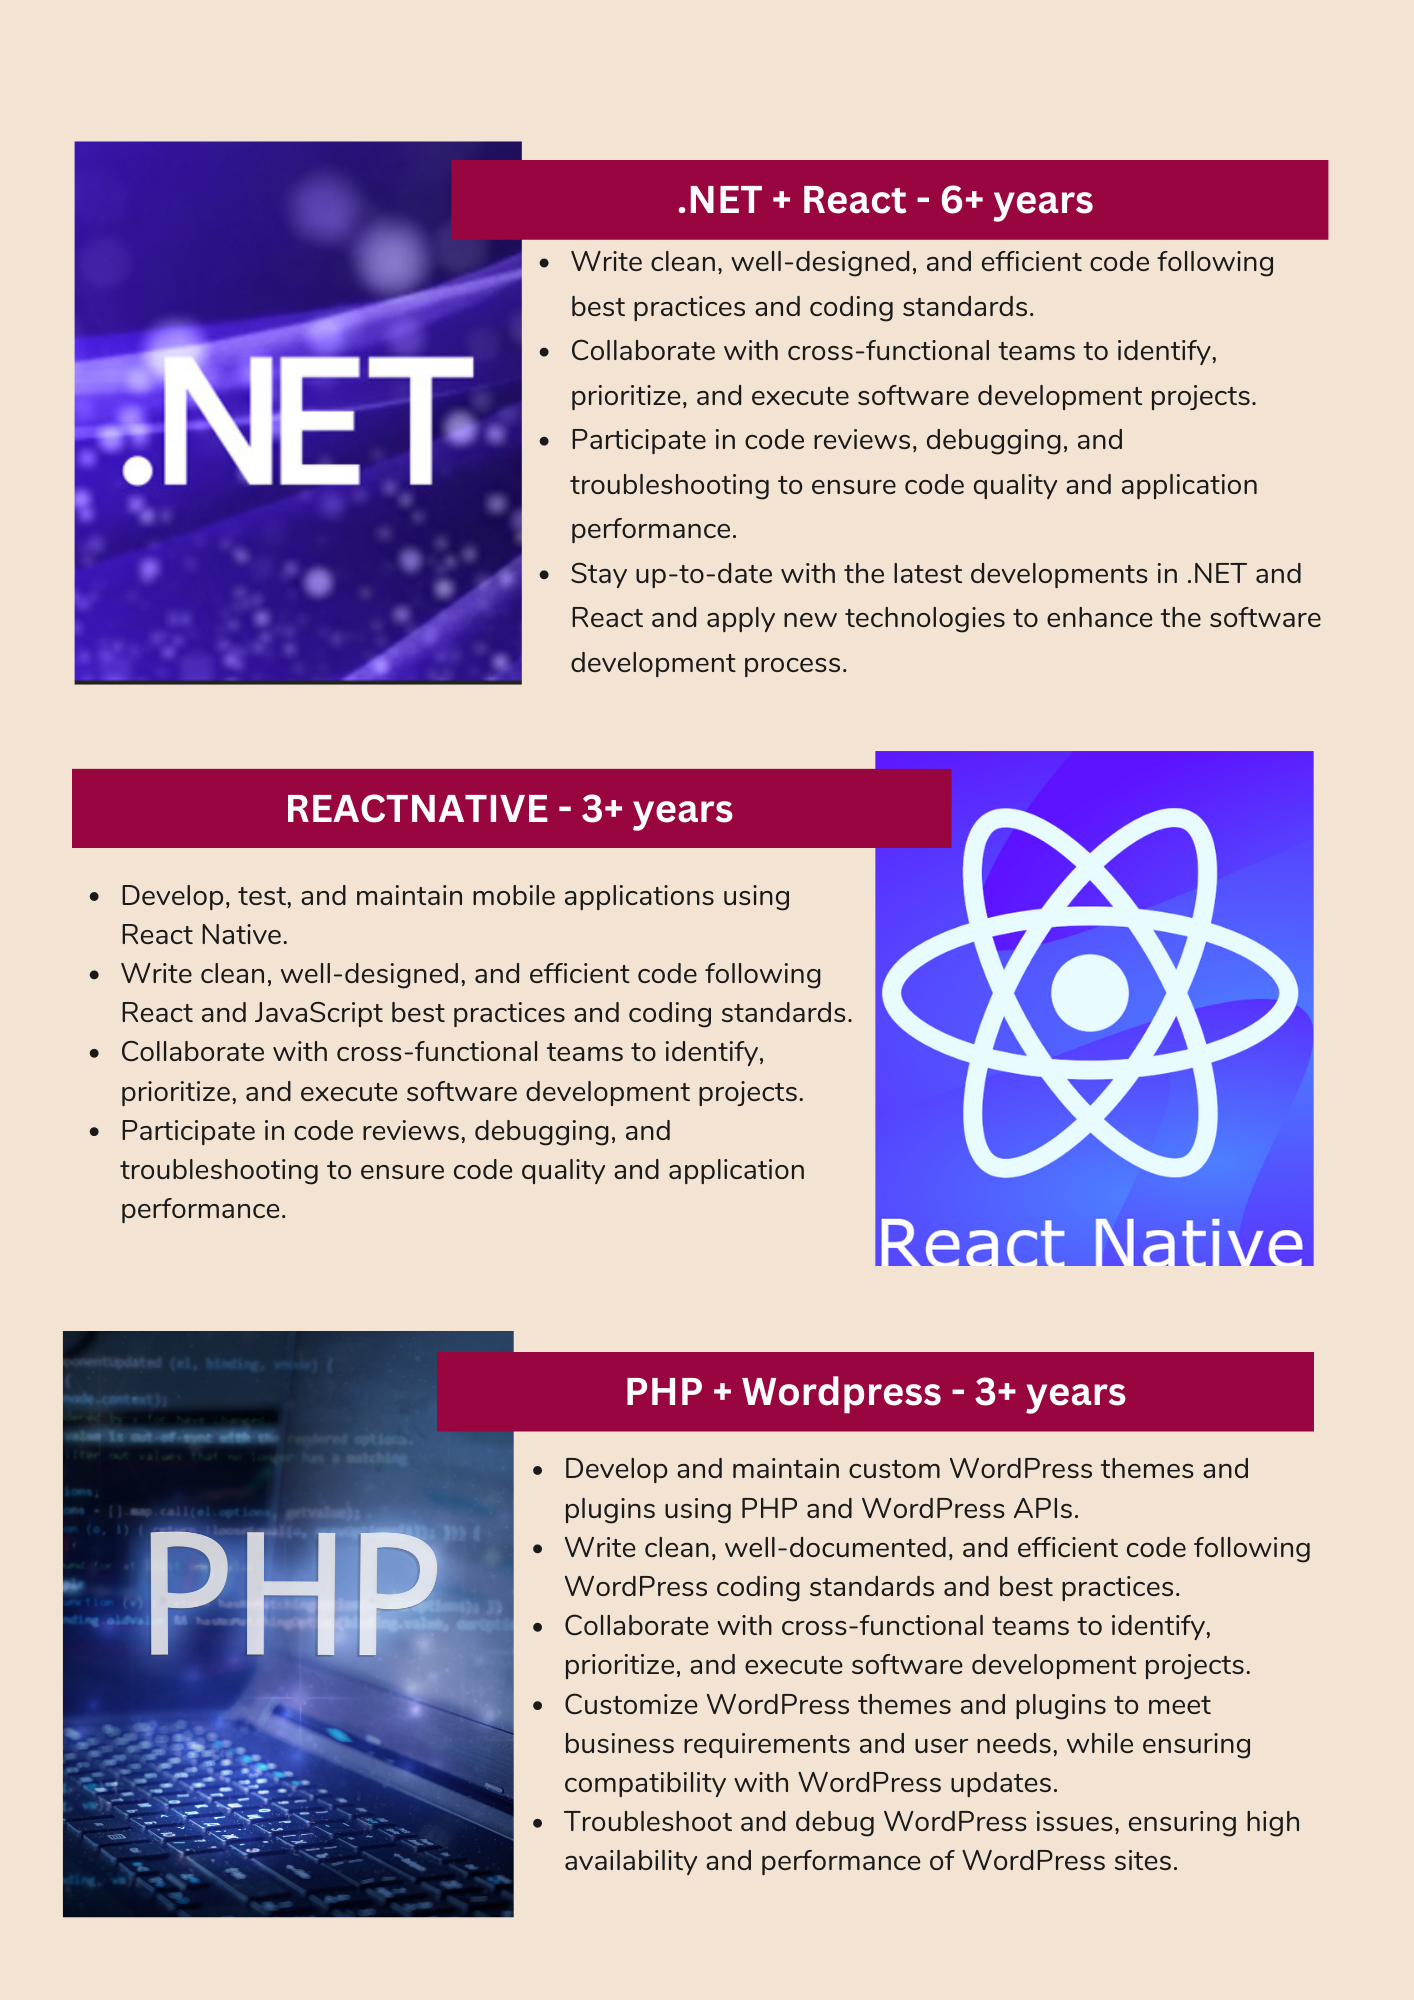 .NET
.NET + React - 6+ years
Write clean, well-designed, and efficient code following
best practices and coding standards.
Collaborate with cross-functional teams to identify,
prioritize, and execute software development projects.
Participate in code reviews, debugging, and
troubleshooting to ensure code quality and application
performance.
Stay up-to-date with the latest developments in .NET and
React and apply new technologies to enhance the software
development process.
REACTNATIVE - 3+ years
Develop, test, and maintain mobile applications using
React Native.
Write clean, well-designed, and efficient code following
React and JavaScript best practices and coding standards.
Collaborate with cross-functional teams to identify,
prioritize, and execute software development projects.
Participate in code reviews, debugging, and
troubleshooting to ensure code quality and application
performance.
React Native
PHP
PHP + Wordpress - 3+ years
Develop and maintain custom WordPress themes and
plugins using PHP and WordPress APIs.
Write clean, well-documented, and efficient code following
WordPress coding standards and best practices.
Collaborate with cross-functional teams to identify,
prioritize, and execute software development projects.
Customize WordPress themes and plugins to meet
business requirements and user needs, while ensuring
compatibility with WordPress updates.
Troubleshoot and debug WordPress issues, ensuring high
availability and performance of WordPress sites.